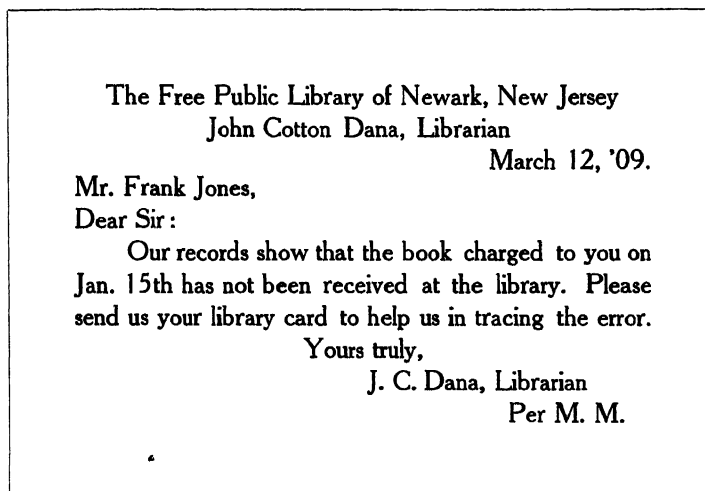 The Free Public Library of Newark, New Jersey
John Cotton Dana, Librarian
March 12, '09.
Mr. Frank Jones,
Dear Sir:
Our records show that the book charged to you on
Jan. 15th has not been received at the library. Please
send us your library card to help us in tracing the error.
Yours truly,
J. C. Dana, Librarian
Per M. M.